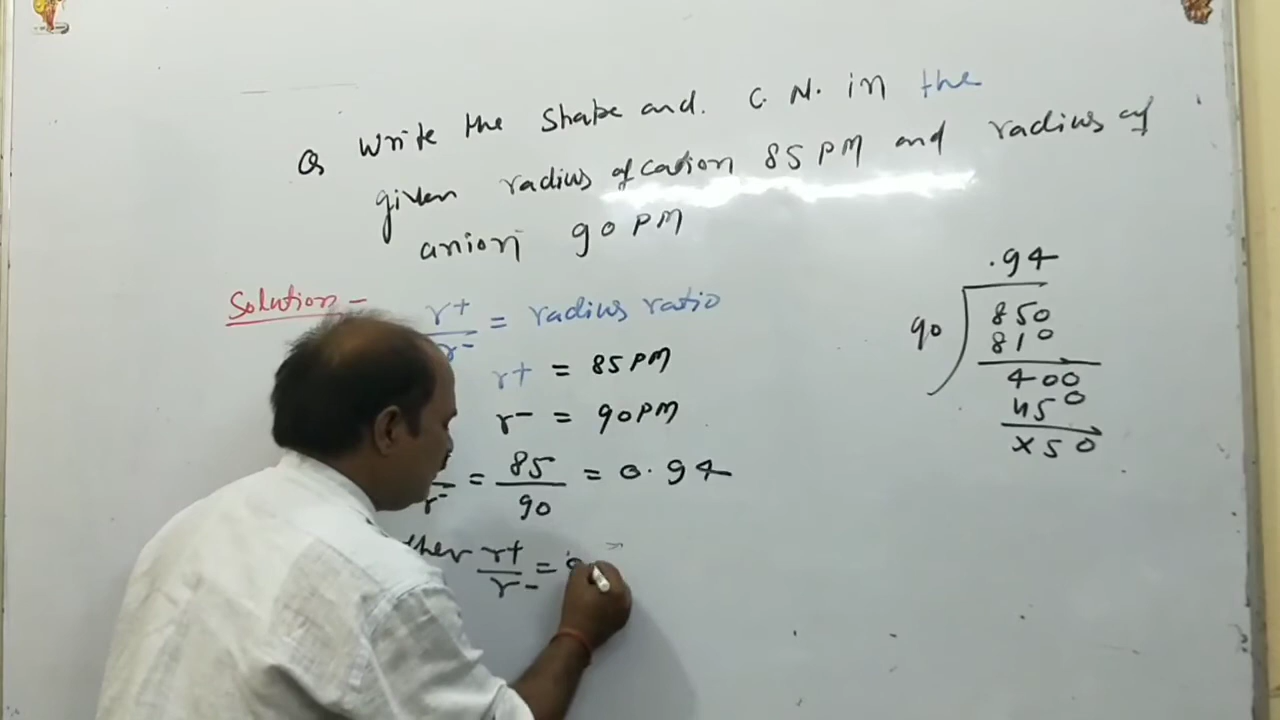 Q Write the Shape and. C. N. in the
given radius of cation 85 PM and radius of
anion 90 PM
Solution -
r+ / r- = radius ratio
r+ = 85 PM
r- = 90 PM
r- = 85 / 90 = 0.94
r+ / r- =
.94
90 ) 850
810
400
450
x50